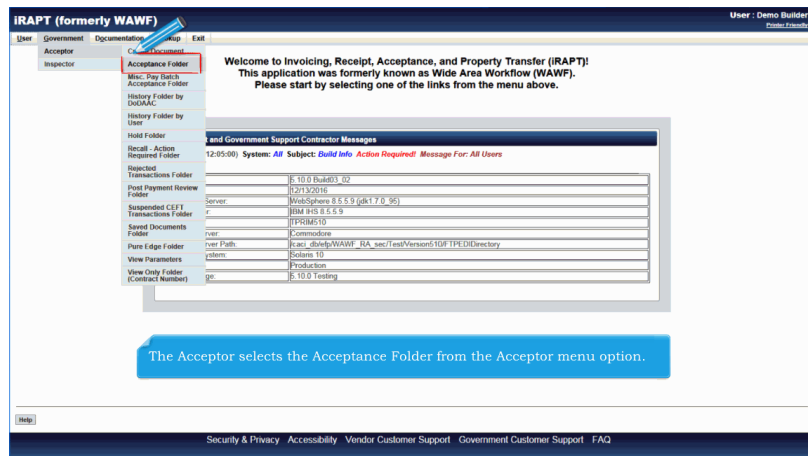 iRAPT (formerly WAWF)
User : Demo Builder
Printer Friendly
User Government Documentation Exit
Acceptor
Inspector
Acceptance Folder
Misc. Pay Batch
Acceptance Folder
History Folder by
DoDAAC
History Folder by
User
Hold Folder
Recall - Action
Required Folder
Rejected
Transactions Folder
Post Payment Review
Folder
Suspended CEFT
Transactions Folder
Saved Documents
Folder
Pure Edge Folder
View Parameters
View Only Folder
(Contract Number)
Welcome to Invoicing, Receipt, Acceptance, and Property Transfer (iRAPT)!
This application was formerly known as Wide Area Workflow (WAWF).
Please start by selecting one of the links from the menu above.
and Government Support Contractor Messages
12:05:00) System: All Subject: Build Info Action Required! Message For: All Users
5.10.0 Build03_02
12/13/2016
Server: WebSphere 8.5.5.9 (jdk1.7.0_95)
IBM IHS 8.5.5.9
TPRIM510
Commodore
Path: /caci_db/efp/WAWF_RA_sec/Test/Version510/FTPEDIDirectory
Solaris 10
Production
5.10.0 Testing
The Acceptor selects the Acceptance Folder from the Acceptor menu option.
Help
Security & Privacy Accessibility Vendor Customer Support Government Customer Support FAQ